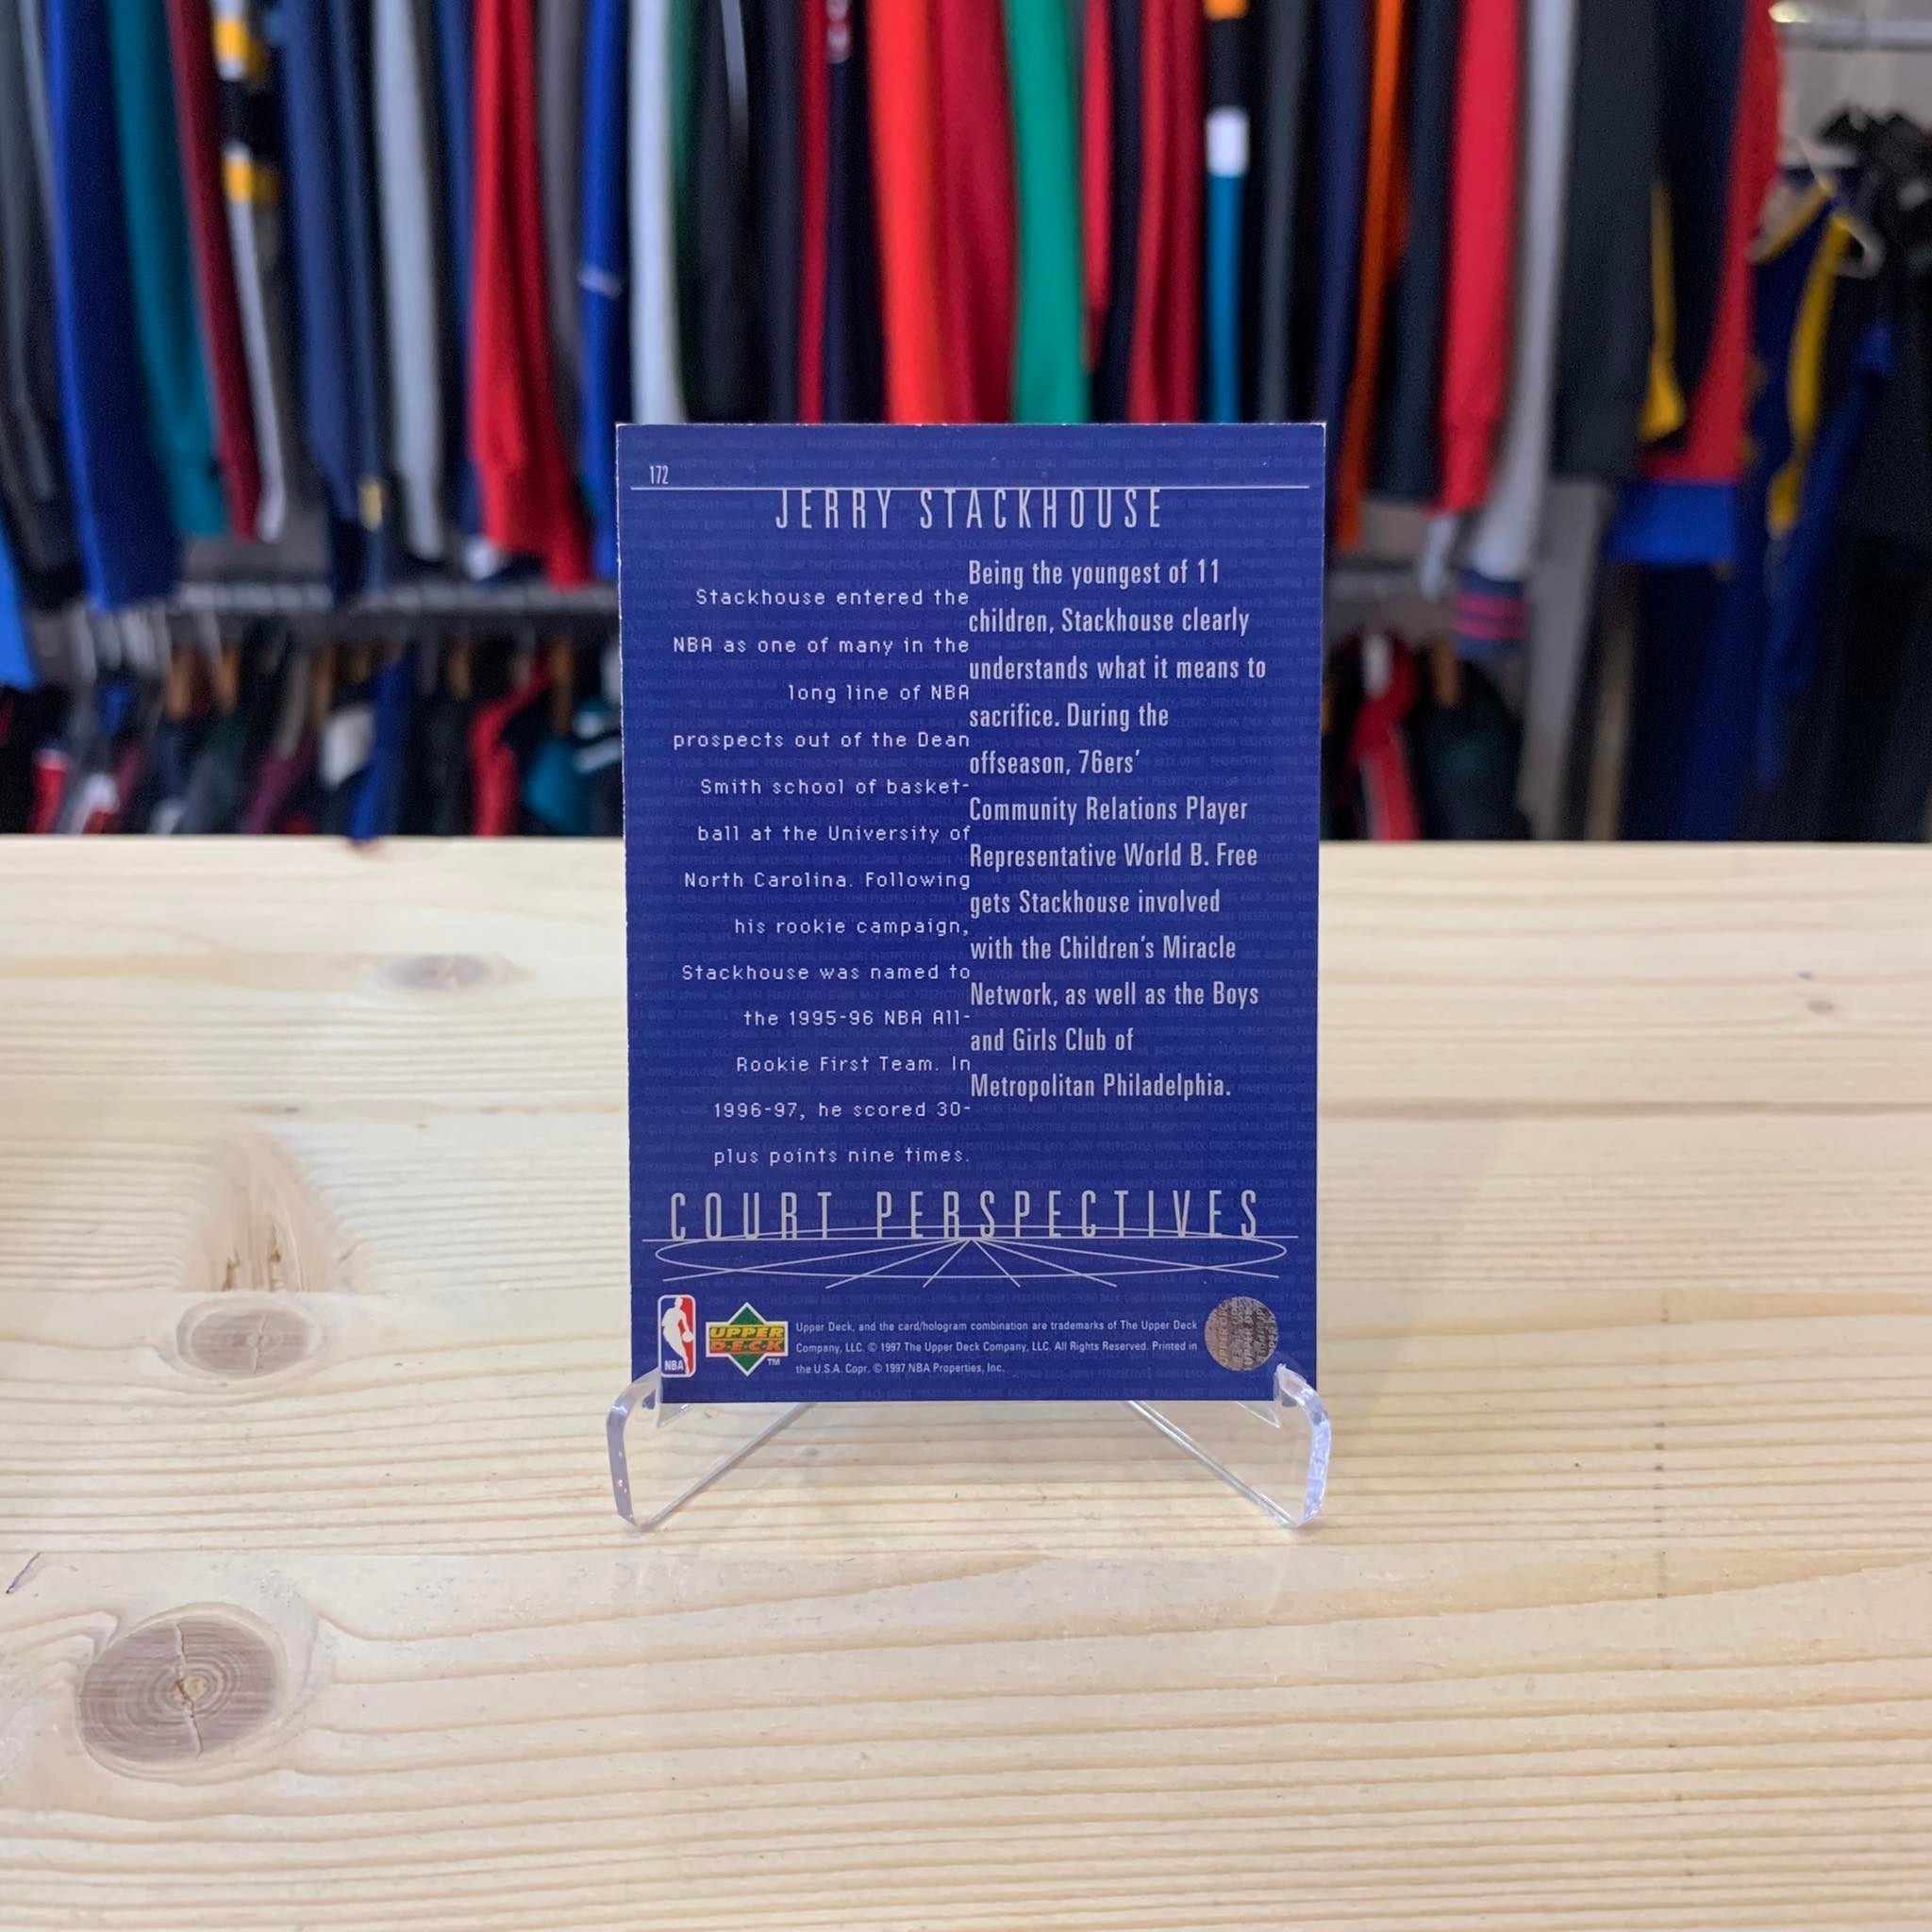 172
JERRY STACKHOUSE
Stackhouse entered the
NBA as one of many in the
long line of NBA
prospects out of the Dean
Smith school of basket-
ball at the University of
North Carolina. Following
his rookie campaign,
Stackhouse was named to
the 1995-96 NBA All-
Rookie First Team. In
1996-97, he scored 30-
plus points nine times.
Being the youngest of 11
children, Stackhouse clearly
understands what it means to
sacrifice. During the
offseason, 76ers'
Community Relations Player
Representative World B. Free
gets Stackhouse involved
with the Children's Miracle
Network, as well as the Boys
and Girls Club of
Metropolitan Philadelphia.
COURT PERSPECTIVES
NBA
UPPER
D·E·C·K
TM
Upper Deck, and the card/hologram combination are trademarks of The Upper Deck
Company, LLC. © 1997 The Upper Deck Company, LLC. All Rights Reserved. Printed in
the U.S.A. Copr. © 1997 NBA Properties, Inc.